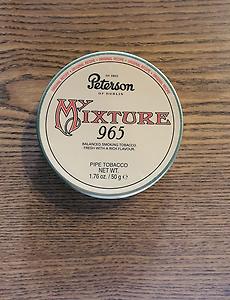 EST. 1865
Peterson
OF DUBLIN
MY MIXTURE
965
BALANCED SMOKING TOBACCO.
FRESH WITH A RICH FLAVOUR.
PIPE TOBACCO
NET WT.
1.76 oz. / 50 g ℮